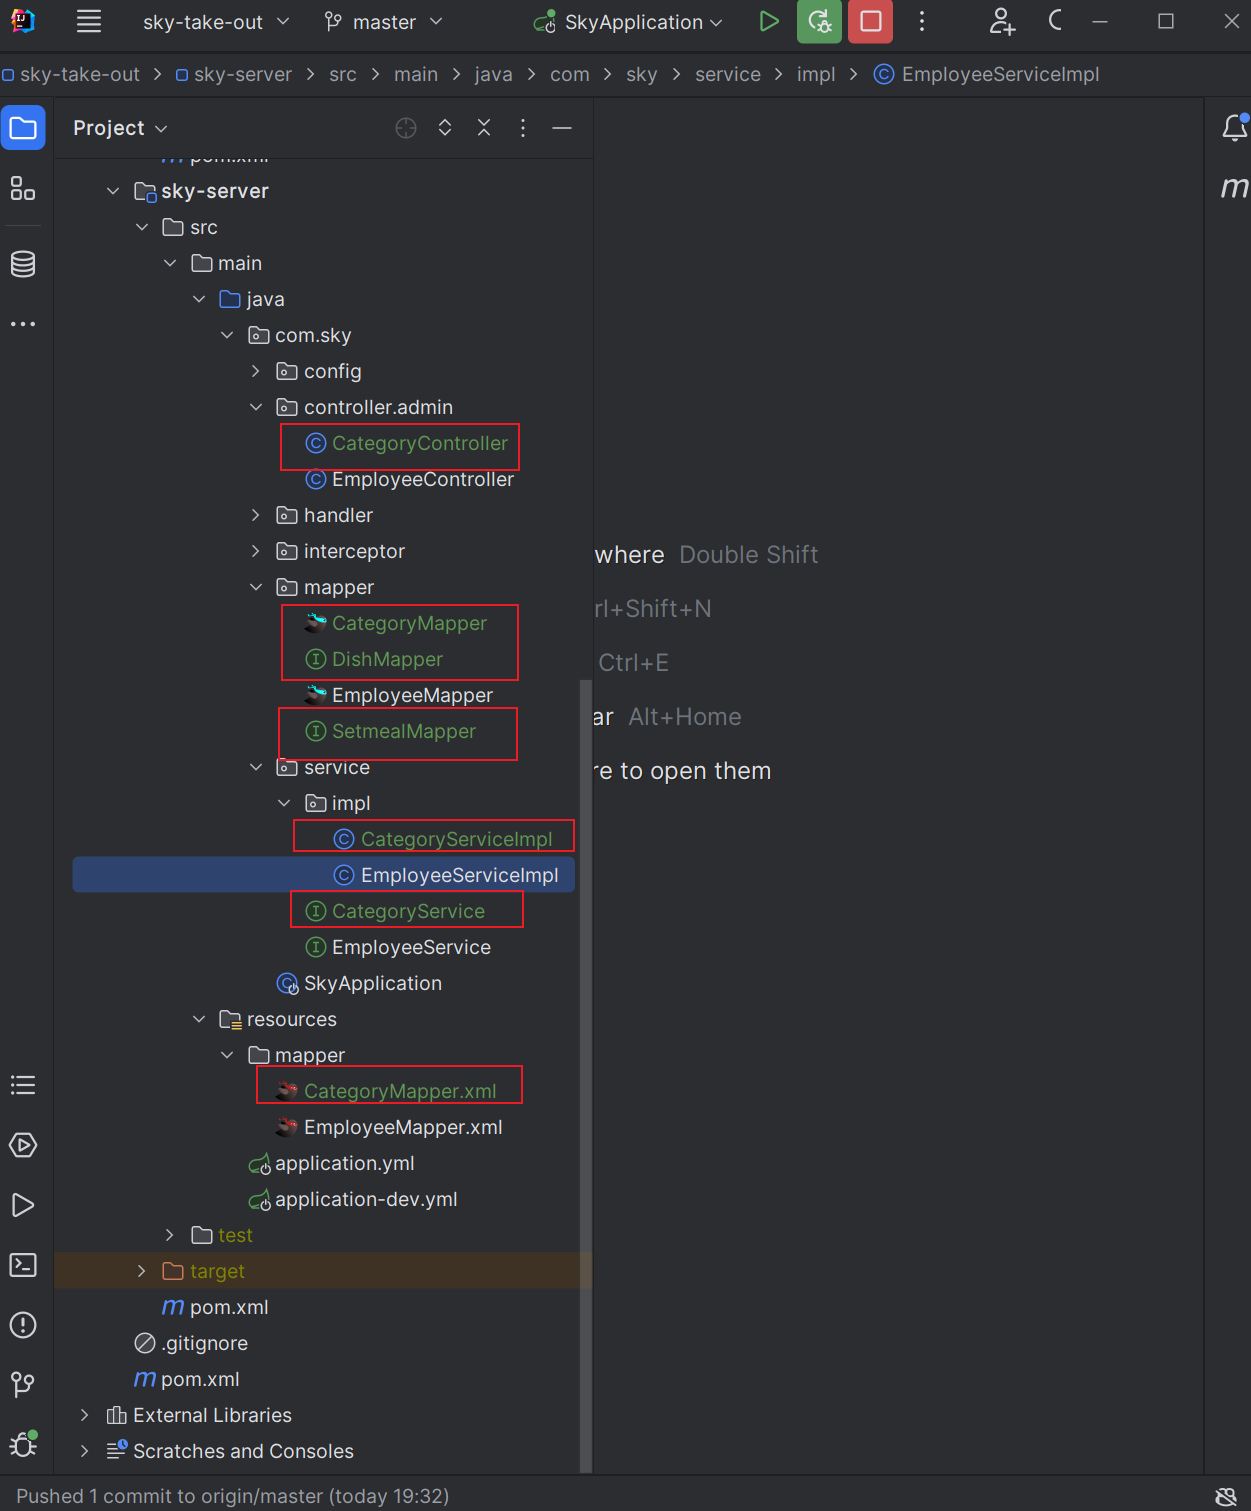 sky-take-out master SkyApplication
sky-take-out > sky-server > src > main > java > com > sky > service > impl > EmployeeServiceImpl
Project
pom.xml
sky-server
src
main
java
com.sky
config
controller.admin
CategoryController
EmployeeController
handler
interceptor
mapper
CategoryMapper
DishMapper
EmployeeMapper
SetmealMapper
service
impl
CategoryServiceImpl
EmployeeServiceImpl
CategoryService
EmployeeService
SkyApplication
resources
mapper
CategoryMapper.xml
EmployeeMapper.xml
application.yml
application-dev.yml
test
target
pom.xml
.gitignore
pom.xml
External Libraries
Scratches and Consoles
where Double Shift
rl+Shift+N
Ctrl+E
ar Alt+Home
re to open them
Pushed 1 commit to origin/master (today 19:32)